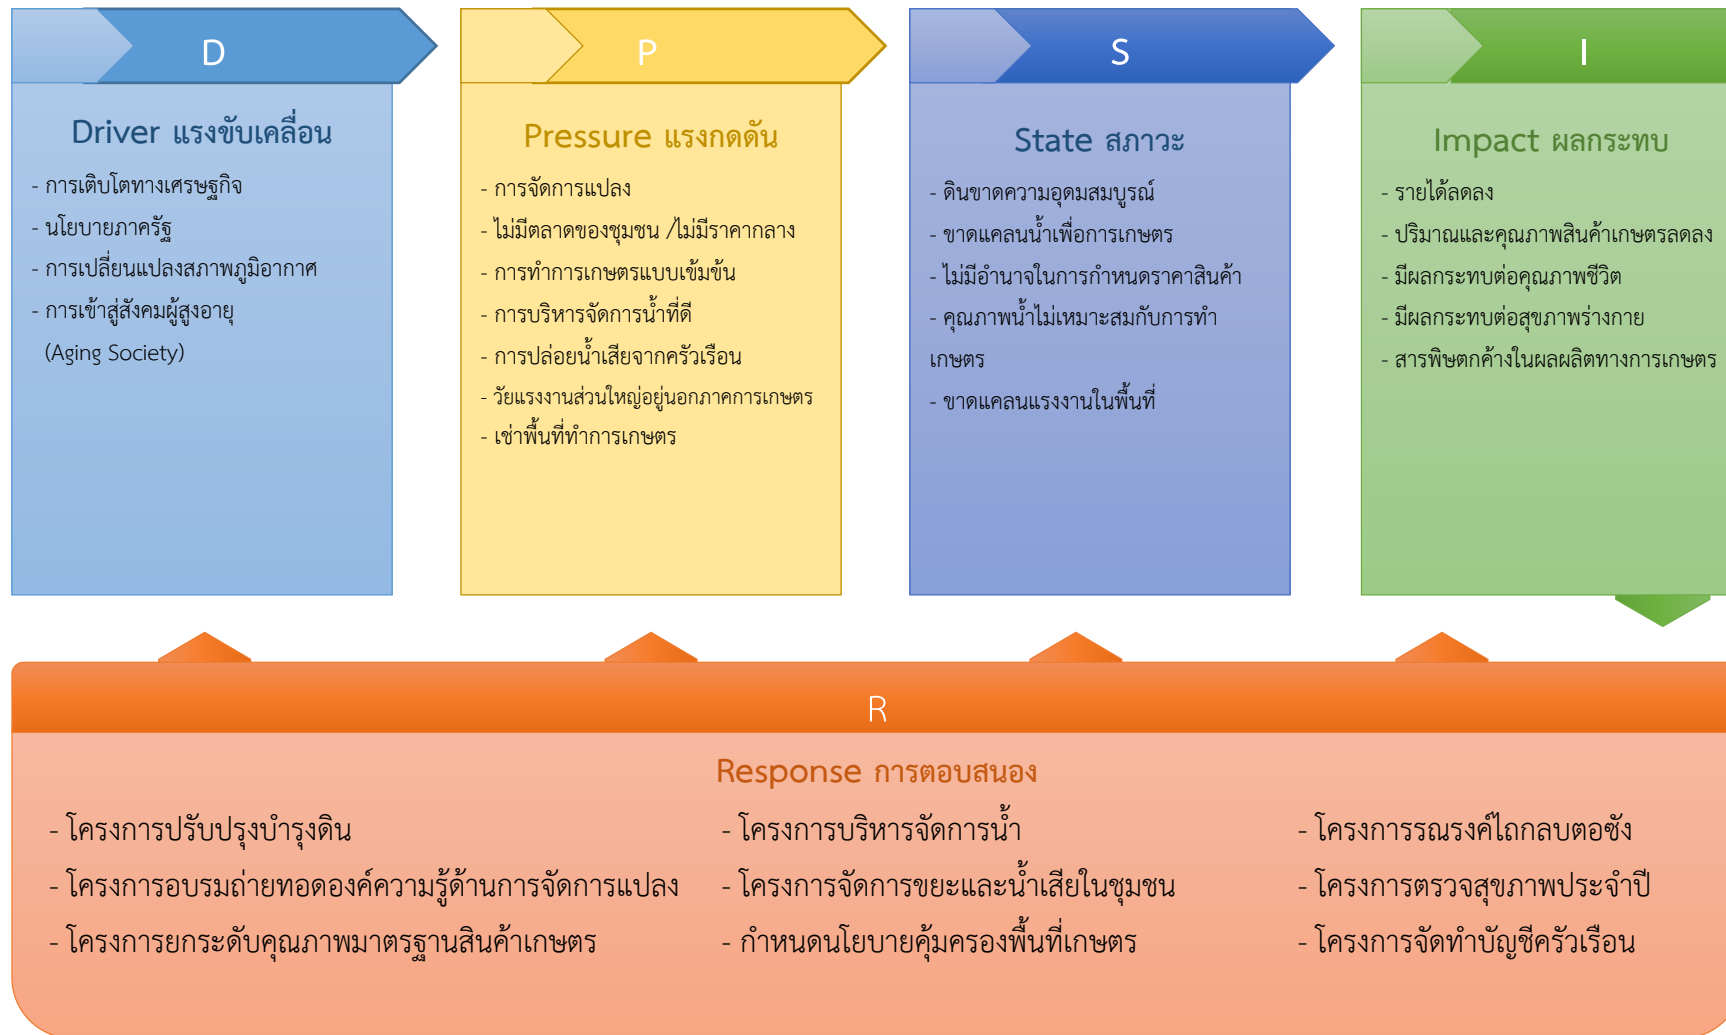 D
Driver แรงขับเคลื่อน
- การเติบโตทางเศรษฐกิจ
- นโยบายภาครัฐ
- การเปลี่ยนแปลงสภาพภูมิอากาศ
- การเข้าสู่สังคมผู้สูงอายุ
(Aging Society)
P
Pressure แรงกดดัน
- การจัดการแปลง
- ไม่มีตลาดของชุมชน /ไม่มีราคากลาง
- การทำการเกษตรแบบเข้มข้น
- การบริหารจัดการน้ำที่ดี
- การปล่อยน้ำเสียจากครัวเรือน
- วัยแรงงานส่วนใหญ่อยู่นอกภาคการเกษตร
- เช่าพื้นที่ทำการเกษตร
S
State สภาวะ
- ดินขาดความอุดมสมบูรณ์
- ขาดแคลนน้ำเพื่อการเกษตร
- ไม่มีอำนาจในการกำหนดราคาสินค้า
- คุณภาพน้ำไม่เหมาะสมกับการทำ
เกษตร
- ขาดแคลนแรงงานในพื้นที่
I
Impact ผลกระทบ
- รายได้ลดลง
- ปริมาณและคุณภาพสินค้าเกษตรลดลง
- มีผลกระทบต่อคุณภาพชีวิต
- มีผลกระทบต่อสุขภาพร่างกาย
- สารพิษตกค้างในผลผลิตทางการเกษตร
R
Response การตอบสนอง
- โครงการปรับปรุงบำรุงดิน
- โครงการอบรมถ่ายทอดองค์ความรู้ด้านการจัดการแปลง
- โครงการยกระดับคุณภาพมาตรฐานสินค้าเกษตร
- โครงการบริหารจัดการน้ำ
- โครงการจัดการขยะและน้ำเสียในชุมชน
- กำหนดนโยบายคุ้มครองพื้นที่เกษตร
- โครงการรณรงค์ไถกลบตอซัง
- โครงการตรวจสุขภาพประจำปี
- โครงการจัดทำบัญชีครัวเรือน